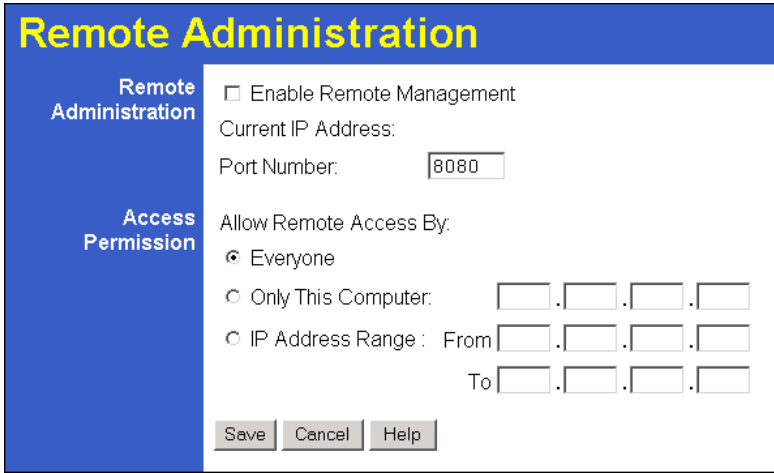 Remote Administration
Remote Administration
Enable Remote Management
Current IP Address:
Port Number: 8080
Access Permission
Allow Remote Access By:
Everyone
Only This Computer: . . .
IP Address Range : From . . .
To . . .
Save Cancel Help